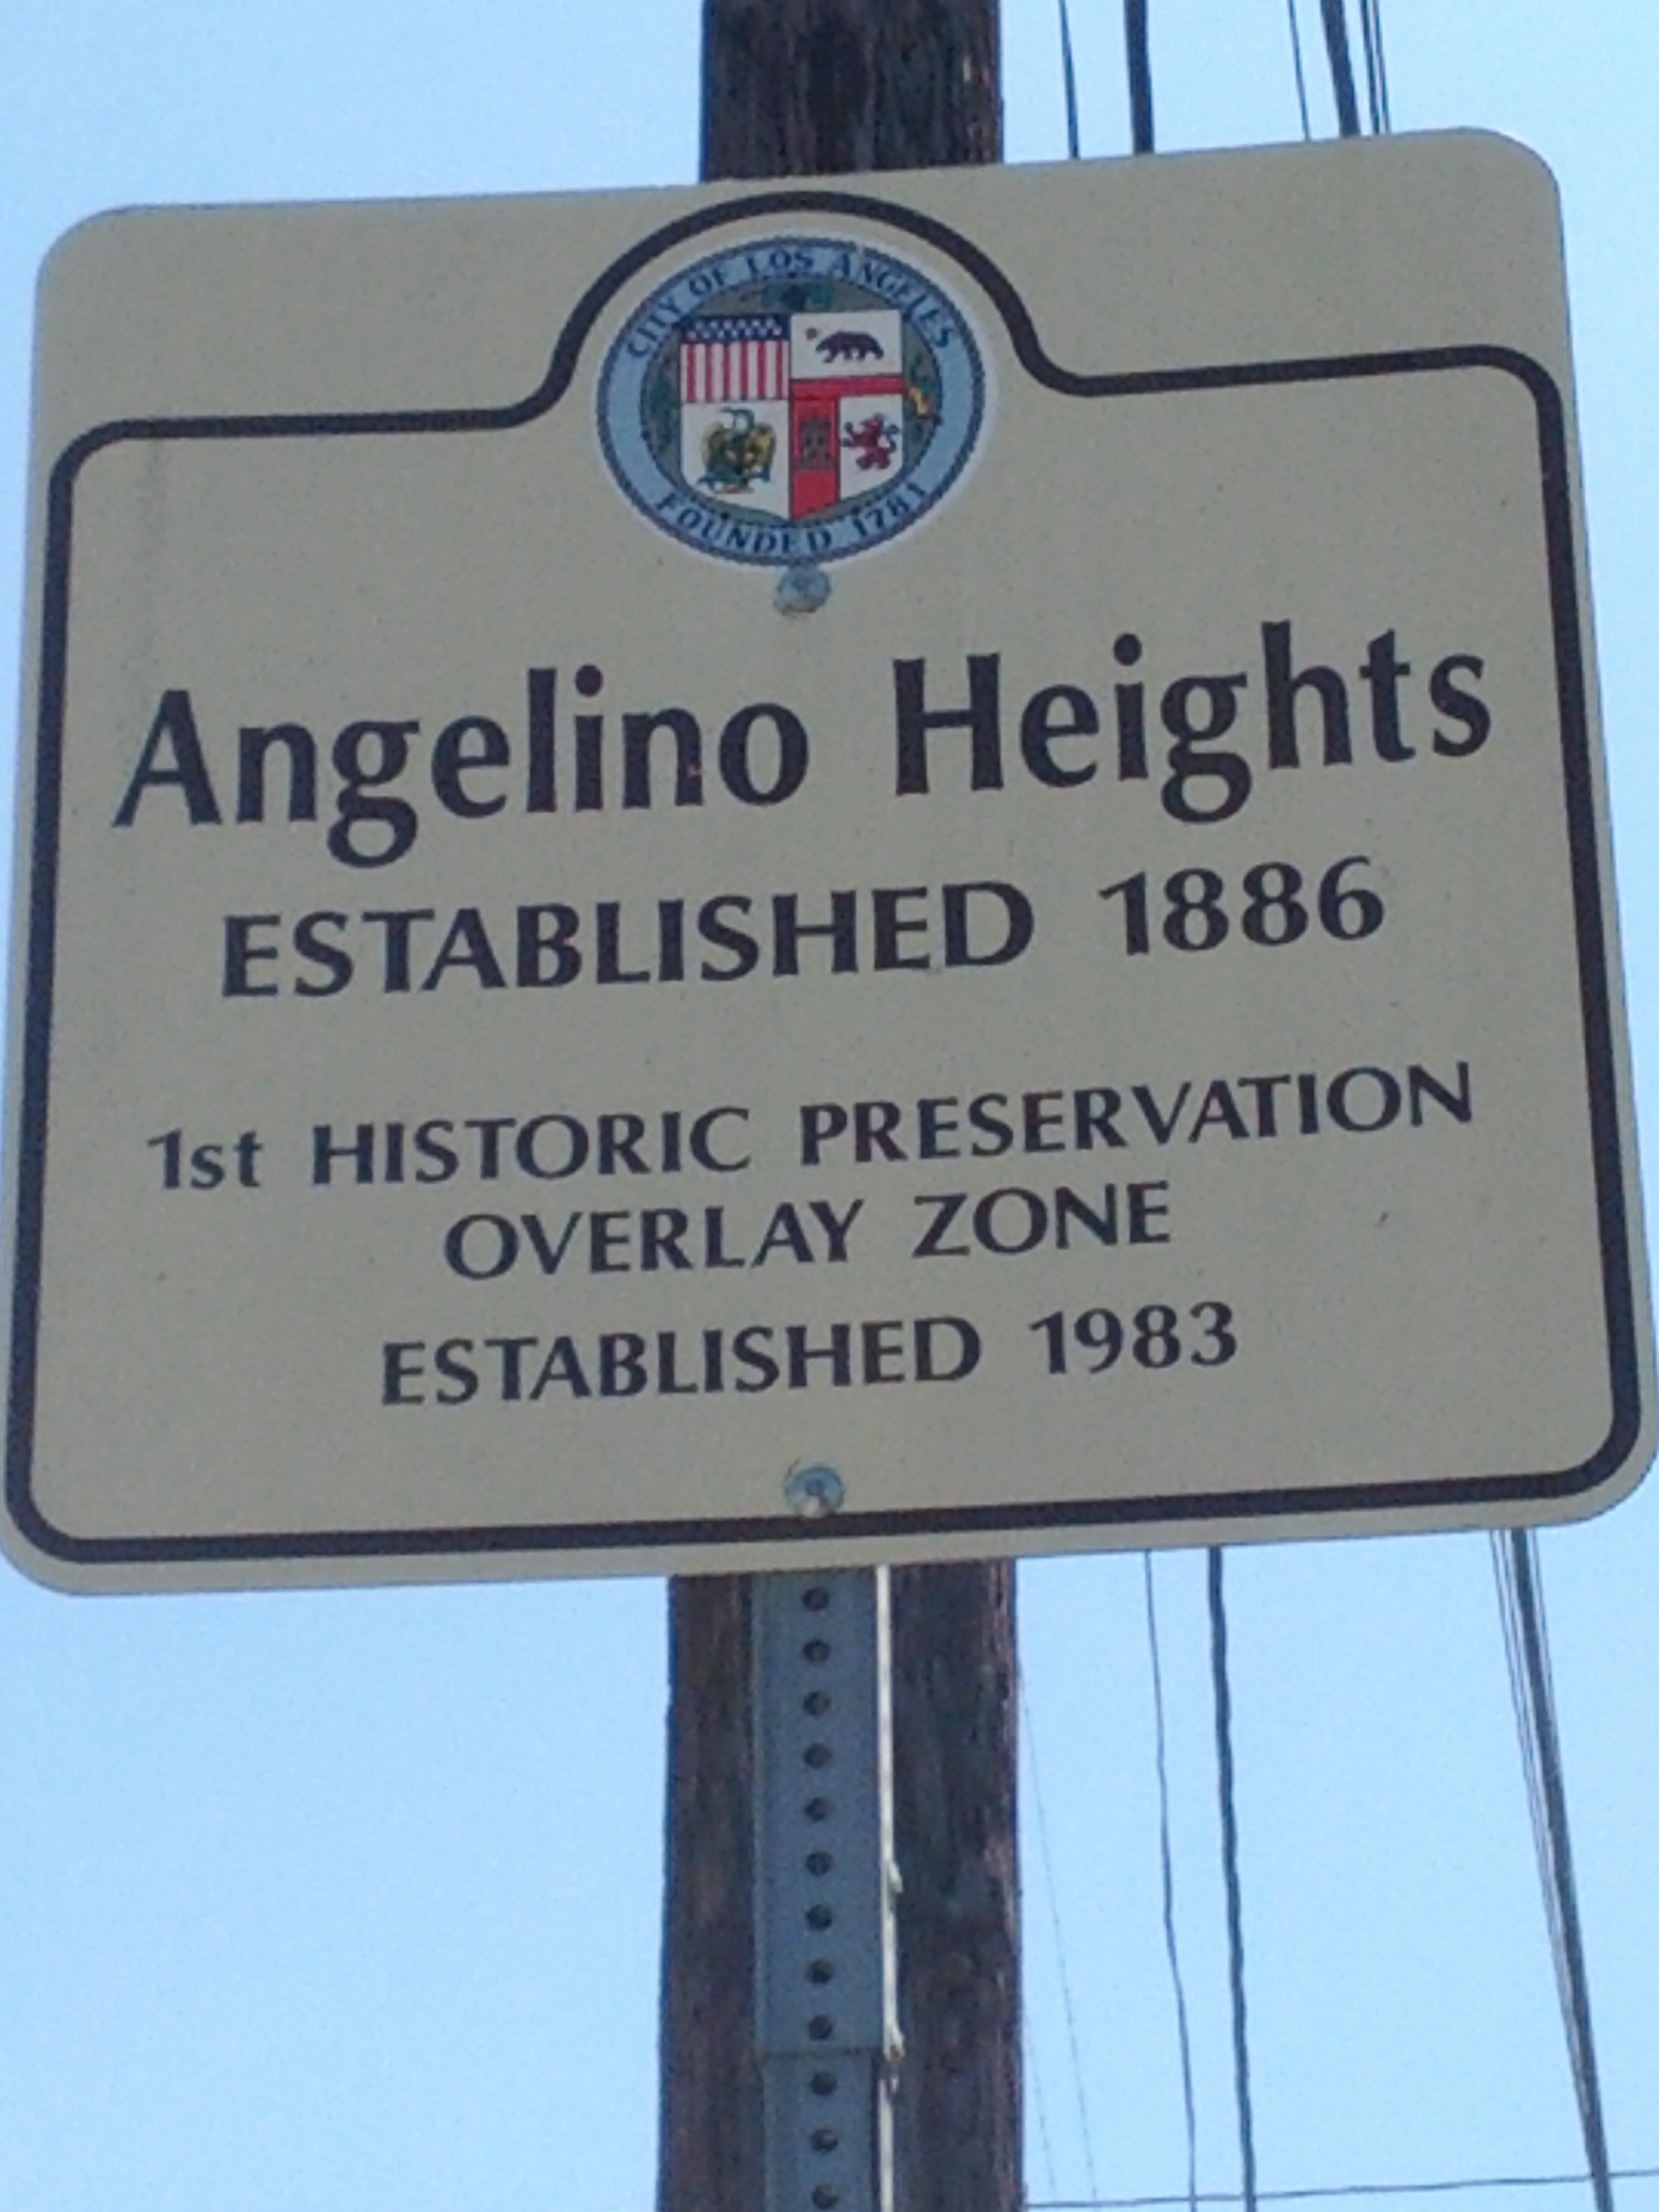 CITY OF LOS ANGELES
FOUNDED 1781
Angelino Heights
ESTABLISHED 1886
1st HISTORIC PRESERVATION
OVERLAY ZONE
ESTABLISHED 1983